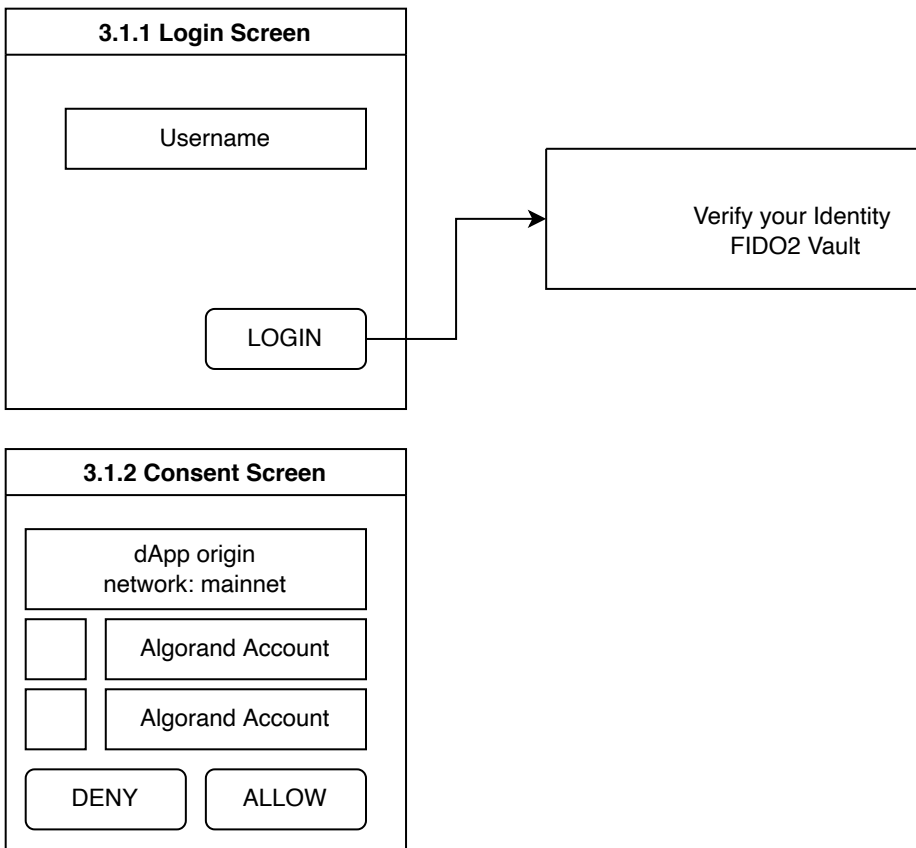 3.1.1 Login Screen
Username
LOGIN
Verify your Identity
FIDO2 Vault
3.1.2 Consent Screen
dApp origin
network: mainnet
Algorand Account
Algorand Account
DENY
ALLOW